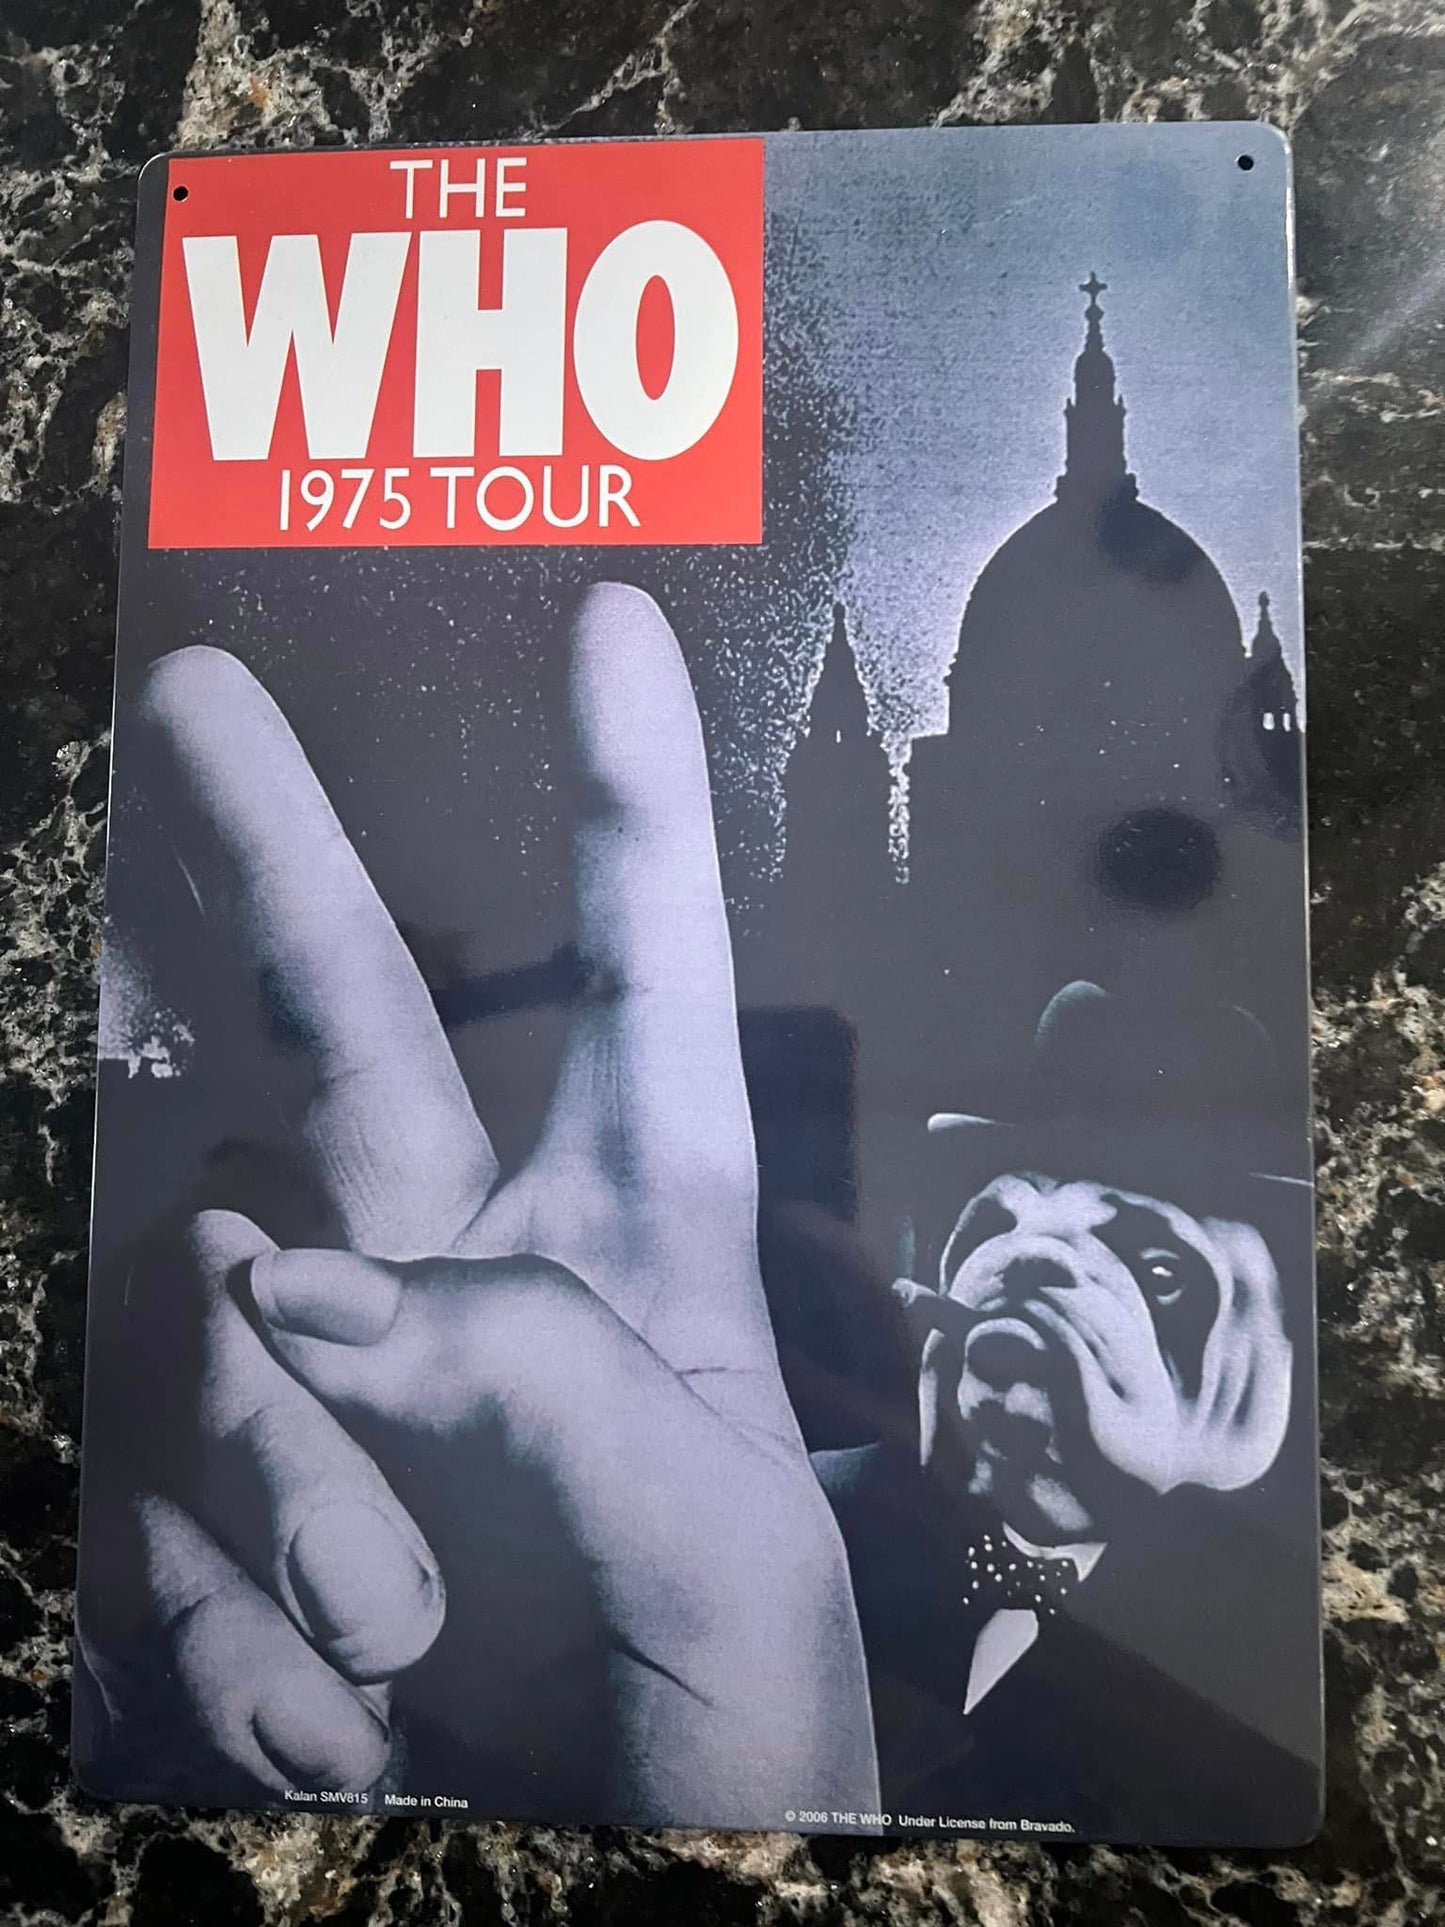 THE
WHO
1975 TOUR
Kalan SMV815 Made in China
© 2006 THE WHO Under License from Bravado.